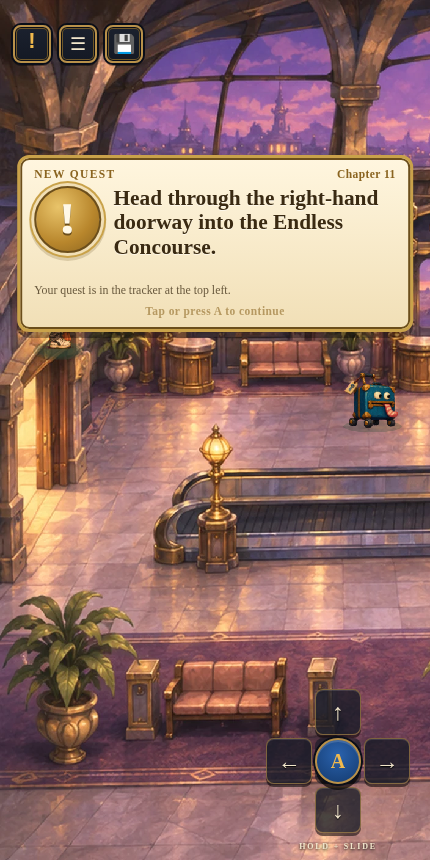 !
☰
NEW QUEST
Chapter 11
!
Head through the right-hand
doorway into the Endless
Concourse.
Your quest is in the tracker at the top left.
Tap or press A to continue
↑
← A →
↓
HOLD · SLIDE